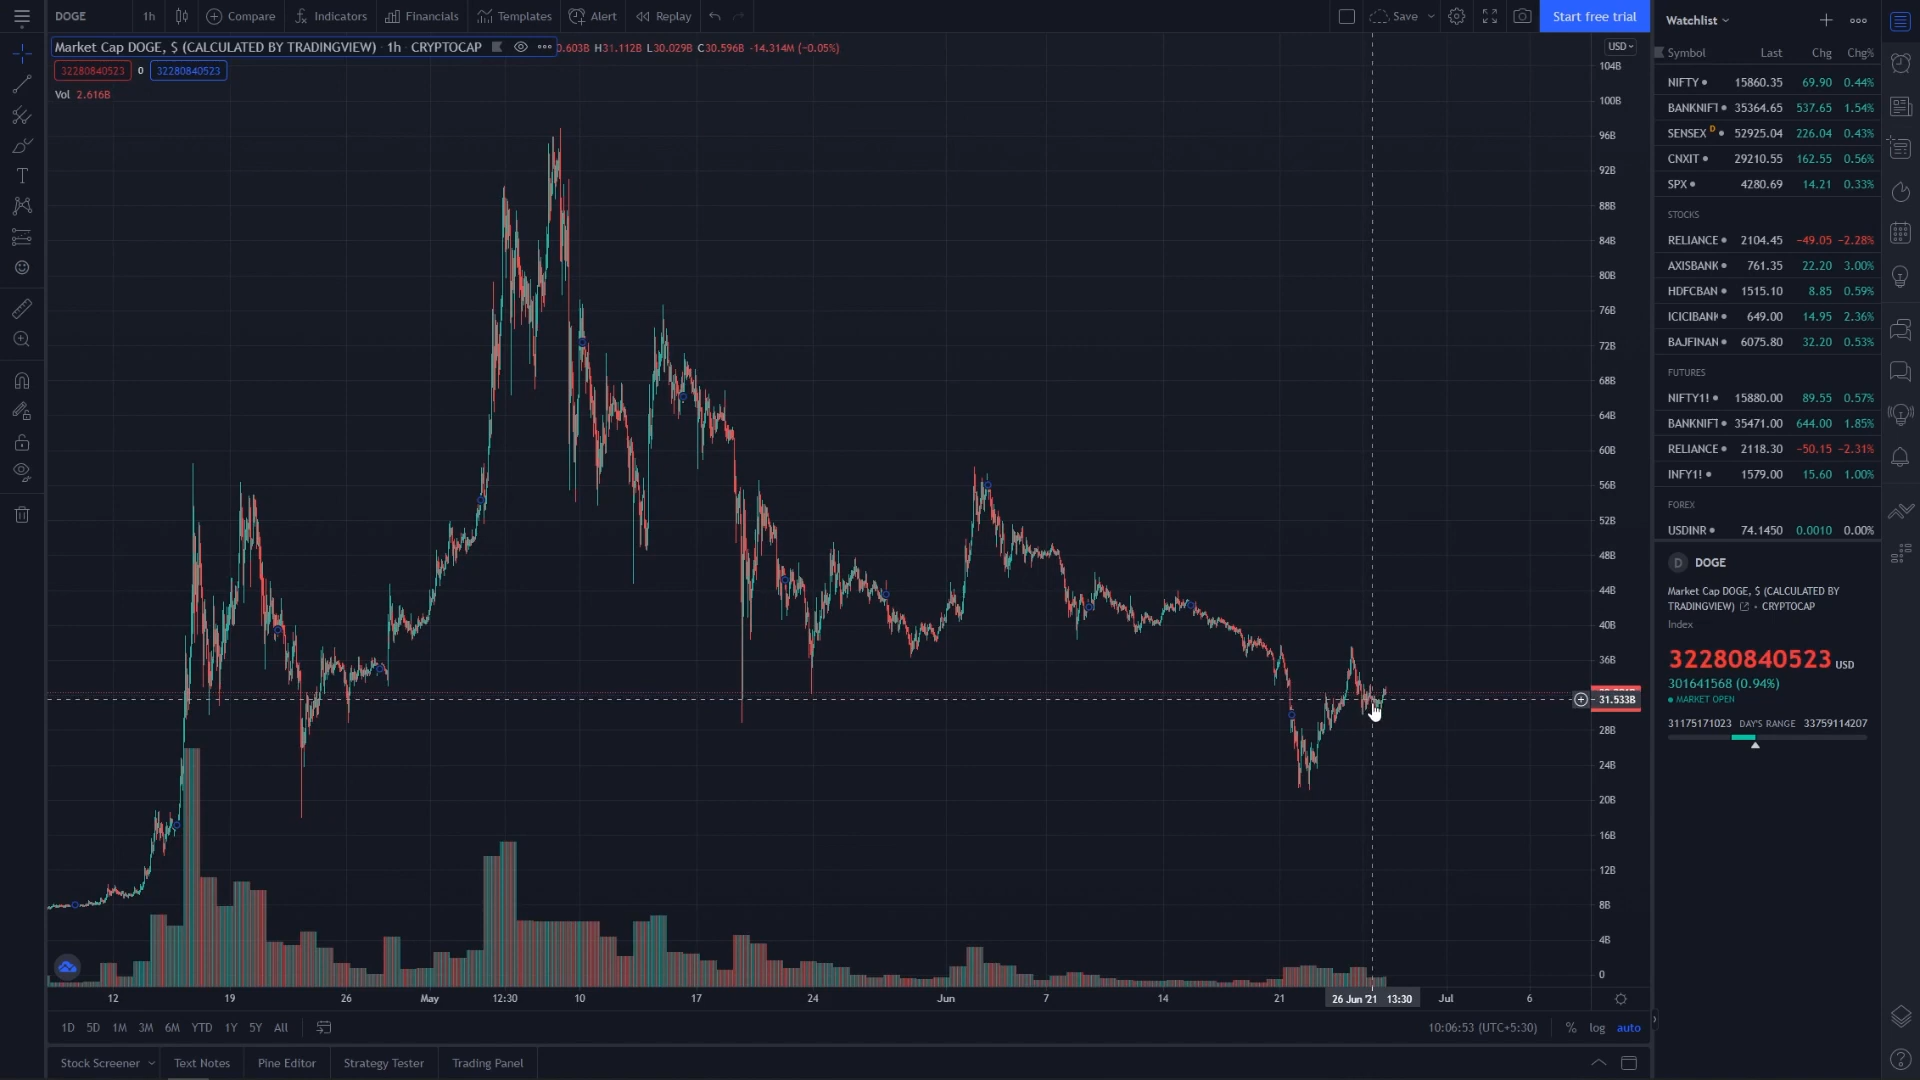 DOGE
1h
Compare
Indicators
Financials
Templates
Alert
Replay
Save
Start free trial
Market Cap DOGE, $ (CALCULATED BY TRADINGVIEW) · 1h · CRYPTOCAP
0.603B H31.112B L30.029B C30.596B -14.314M (-0.05%)
32280840523 0 32280840523
Vol 2.616B
USD
104B
100B
96B
92B
88B
84B
80B
76B
72B
68B
64B
60B
56B
52B
48B
44B
40B
36B
31.533B
28B
24B
20B
16B
12B
8B
4B
0
12 19 26 May 12:30 10 17 24 Jun 7 14 21 26 Jun '21 13:30 Jul 6
1D 5D 1M 3M 6M YTD 1Y 5Y All
10:06:53 (UTC+5:30) % log auto
Stock Screener Text Notes Pine Editor Strategy Tester Trading Panel
Watchlist
Symbol Last Chg Chg%
NIFTY 15860.35 69.90 0.44%
BANKNIFT 35364.65 537.65 1.54%
SENSEX D 52925.04 226.04 0.43%
CNXIT 29210.55 162.55 0.56%
SPX 4280.69 14.21 0.33%
STOCKS
RELIANCE 2104.45 -49.05 -2.28%
AXISBANK 761.35 22.20 3.00%
HDFCBAN 1515.10 8.85 0.59%
ICICIBANK 649.00 14.95 2.36%
BAJFINAN 6075.80 32.20 0.53%
FUTURES
NIFTY1! 15880.00 89.55 0.57%
BANKNIFT 35471.00 644.00 1.85%
RELIANCE 2118.30 -50.15 -2.31%
INFY1! 1579.00 15.60 1.00%
FOREX
USDINR 74.1450 0.0010 0.00%
D DOGE
Market Cap DOGE, $ (CALCULATED BY
TRADINGVIEW) • CRYPTOCAP
Index
32280840523 USD
301641568 (0.94%)
MARKET OPEN
31175171023 DAY'S RANGE 33759114207